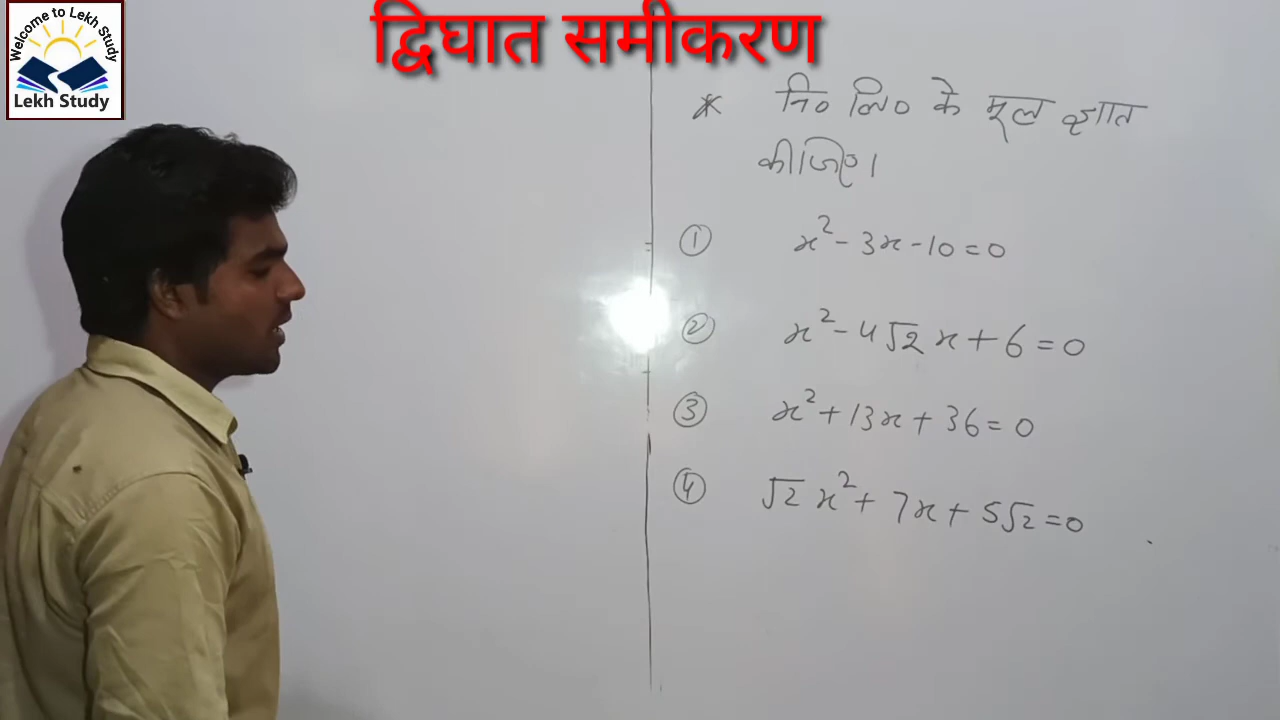 Welcome to Lekh Study
Lekh Study
द्विघात समीकरण
* नि० लि० के मूल ज्ञात
कीजिए।
① x² - 3x - 10 = 0
② x² - 4√2 x + 6 = 0
③ x² + 13x + 36 = 0
④ √2 x² + 7x + 5√2 = 0